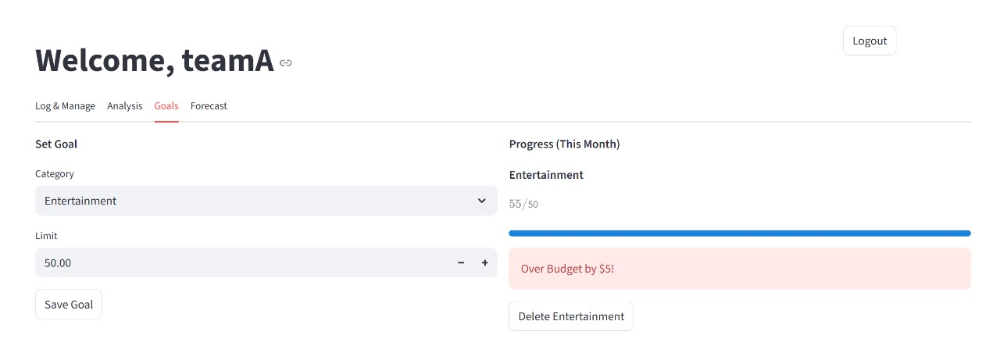 Logout
Welcome, teamA
Log & Manage Analysis Goals Forecast
Set Goal
Category
Entertainment
Limit
50.00 − +
Save Goal
Progress (This Month)
Entertainment
55/50
Over Budget by $5!
Delete Entertainment